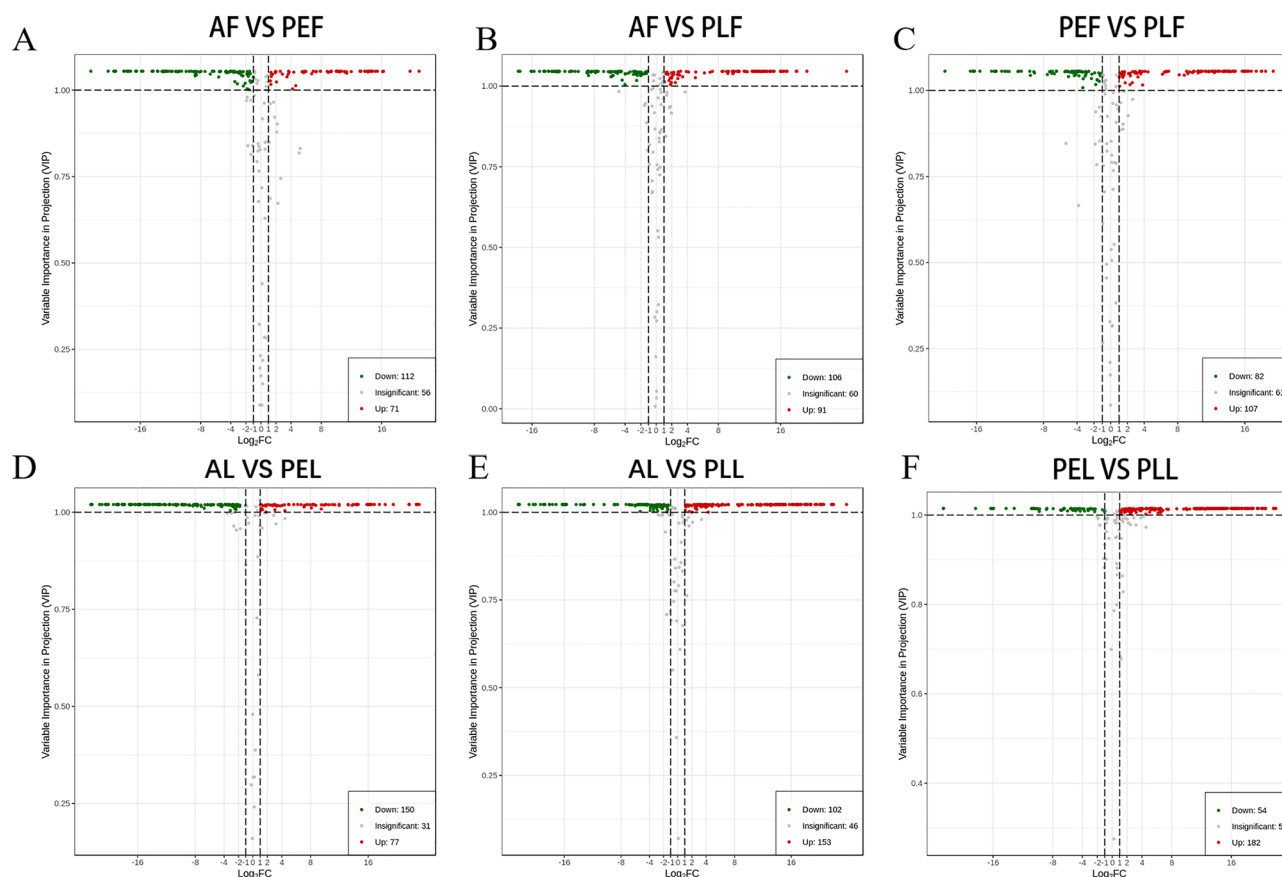 A
AF VS PEF
Variable Importance in Projection (VIP)
1.00
0.75
0.50
0.25
Down: 112
Insignificant: 56
Up: 71
-16 -8 -4 -2 -1 0 1 2 4 8 16
Log2FC
B
AF VS PLF
Variable Importance in Projection (VIP)
1.00
0.75
0.50
0.25
0.00
Down: 106
Insignificant: 60
Up: 91
-16 -8 -4 -2 -1 0 1 2 4 8 16
Log2FC
C
PEF VS PLF
Variable Importance in Projection (VIP)
1.00
0.75
0.50
0.25
Down: 82
Insignificant:
Up: 107
-16 -8 -4 -2 -1 0 1 2 4 8 16
Log2FC
D
AL VS PEL
Variable Importance in Projection (VIP)
1.00
0.75
0.50
0.25
Down: 150
Insignificant: 31
Up: 77
-16 -8 -4 -2 -1 0 1 2 4 8 16
Log2FC
E
AL VS PLL
Variable Importance in Projection (VIP)
1.00
0.75
0.50
0.25
Down: 102
Insignificant: 46
Up: 153
-16 -8 -4 -2 -1 0 1 2 4 8 16
Log2FC
F
PEL VS PLL
Variable Importance in Projection (VIP)
1.0
0.8
0.6
0.4
Down: 54
Insignificant:
Up: 182
-16 -8 -4 -2 -1 0 1 2 4 8 16
Log2FC